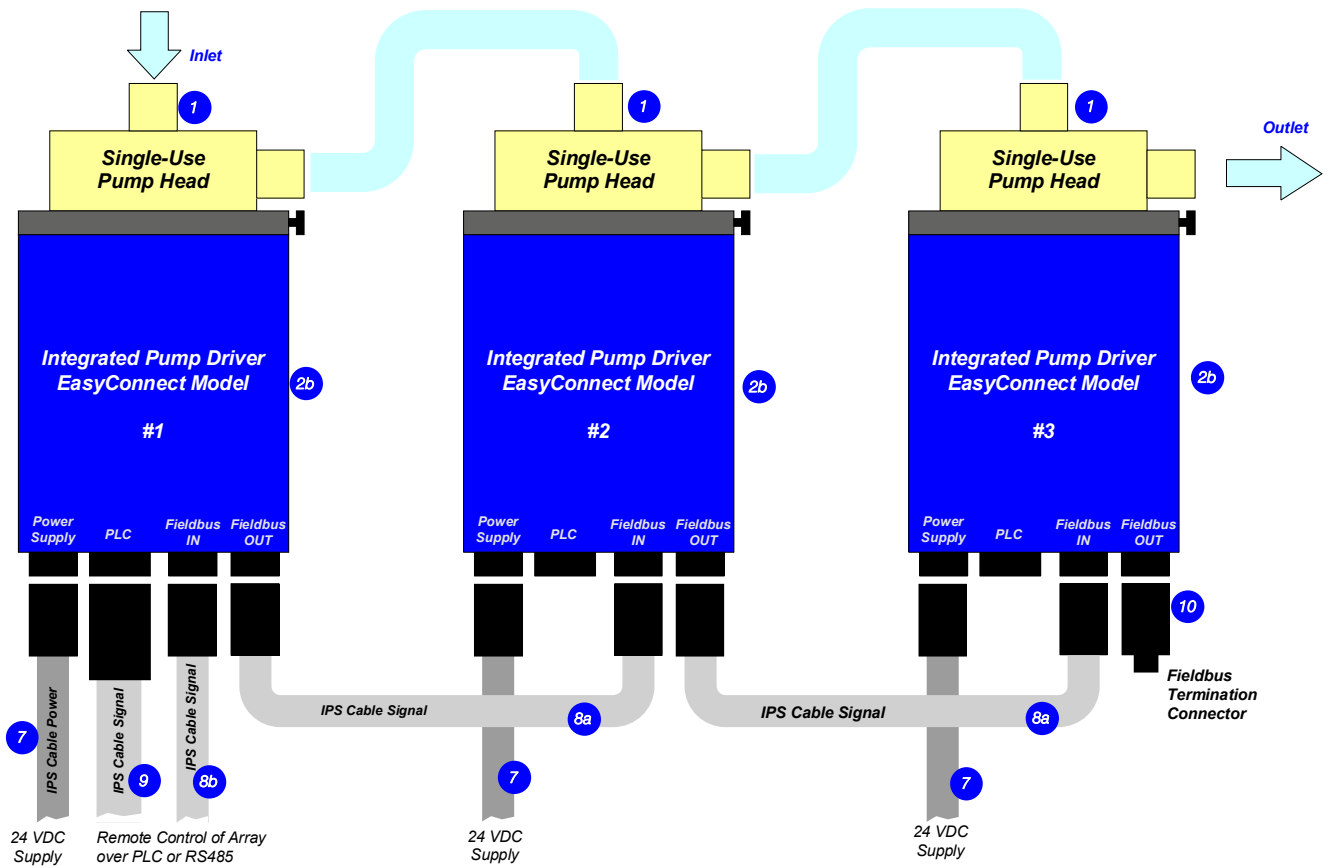 Inlet
1
1
1
Outlet
Single-Use
Pump Head
Single-Use
Pump Head
Single-Use
Pump Head
Integrated Pump Driver
EasyConnect Model
#1
2b
Integrated Pump Driver
EasyConnect Model
#2
2b
Integrated Pump Driver
EasyConnect Model
#3
2b
Power
Supply
PLC
Fieldbus
IN
Fieldbus
OUT
Power
Supply
PLC
Fieldbus
IN
Fieldbus
OUT
Power
Supply
PLC
Fieldbus
IN
Fieldbus
OUT
10
Fieldbus
Termination
Connector
IPS Cable Power
IPS Cable Signal
IPS Cable Signal
IPS Cable Signal
8a
IPS Cable Signal
8a
7
9
8b
7
7
24 VDC
Supply
Remote Control of Array
over PLC or RS485
24 VDC
Supply
24 VDC
Supply